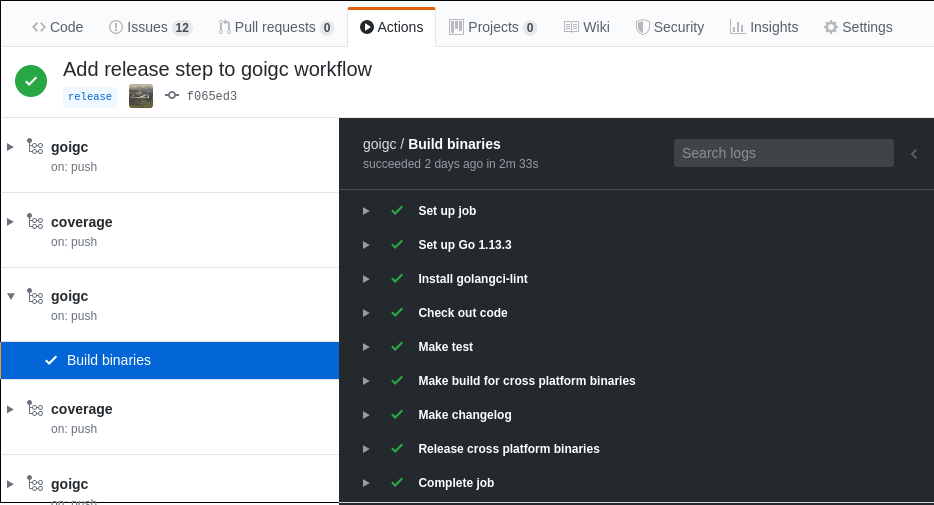 Code Issues 12 Pull requests 0 Actions Projects 0 Wiki Security Insights Settings
Add release step to goigc workflow
release f065ed3
goigc
on: push
coverage
on: push
goigc
on: push
Build binaries
coverage
on: push
goigc
on: push
goigc / Build binaries
succeeded 2 days ago in 2m 33s
Search logs
Set up job
Set up Go 1.13.3
Install golangci-lint
Check out code
Make test
Make build for cross platform binaries
Make changelog
Release cross platform binaries
Complete job